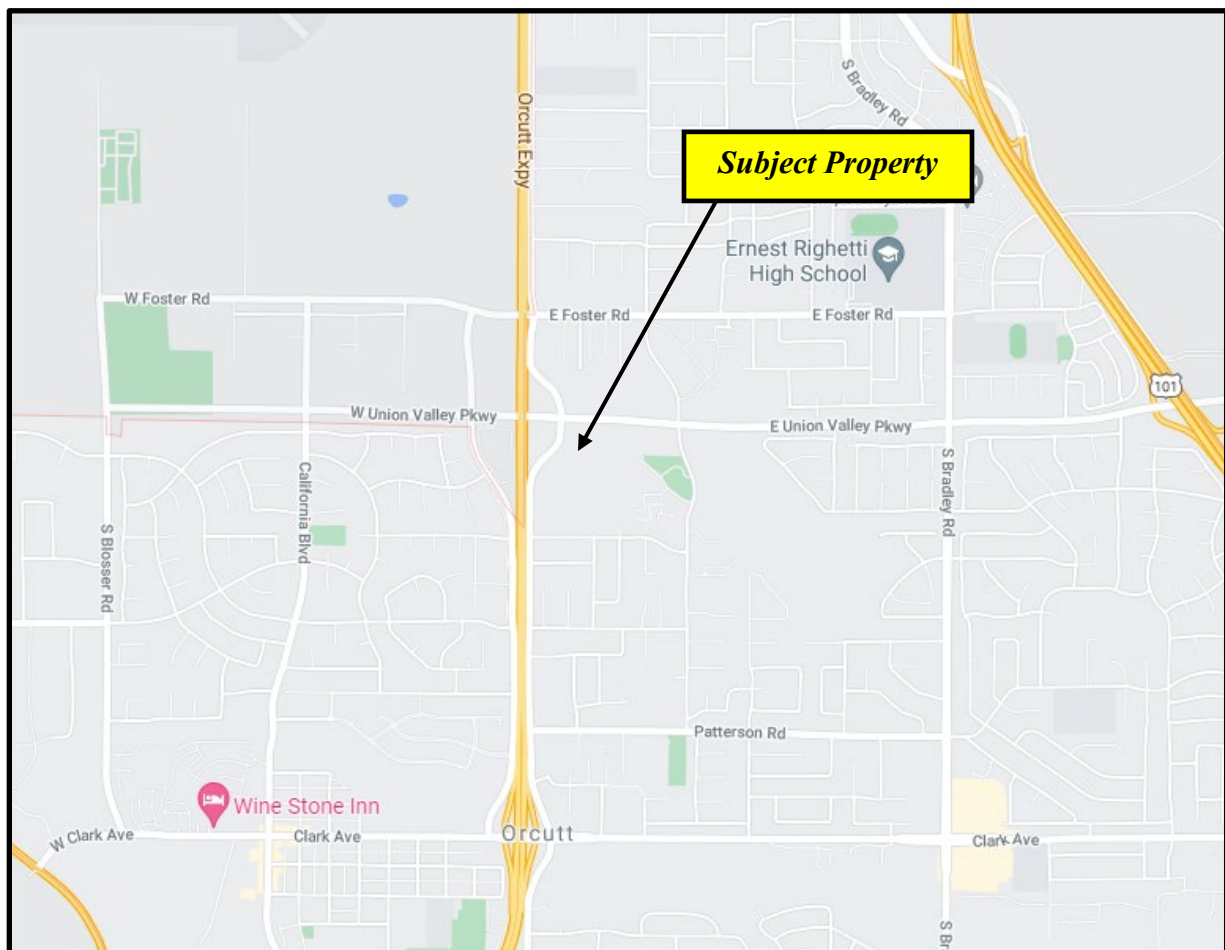 S Bradley Rd
Orcutt Expy
Subject Property
Ernest Righetti
High School
W Foster Rd
E Foster Rd
E Foster Rd
101
W Union Valley Pkwy
E Union Valley Pkwy
S Bradley Rd
California Blvd
S Blosser Rd
Patterson Rd
Wine Stone Inn
W Clark Ave
Clark Ave
Orcutt
Clark Ave
S B